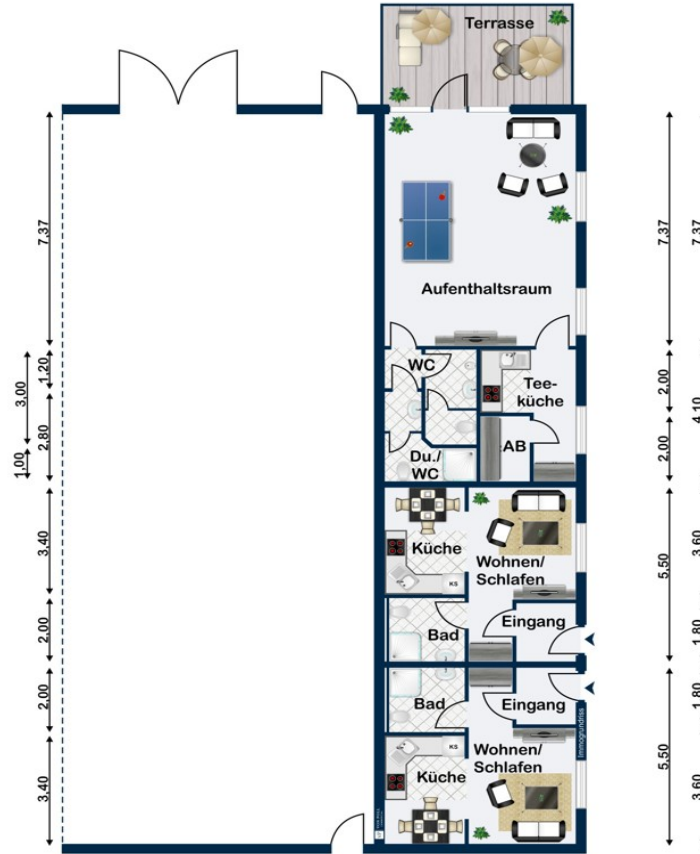 Terrasse
7.37
7.37
7.37
Aufenthaltsraum
WC
1.20
3.00
2.80
1.00
Tee-
küche
2.00
4.10
AB
2.00
Du./
WC
3.40
Küche
KS
Wohnen/
Schlafen
5.50
3.60
2.00
Bad
Eingang
1.80
2.00
Bad
Eingang
1.80
Immogrundriss
KS
Wohnen/
Schlafen
Küche
3.40
5.50
3.60